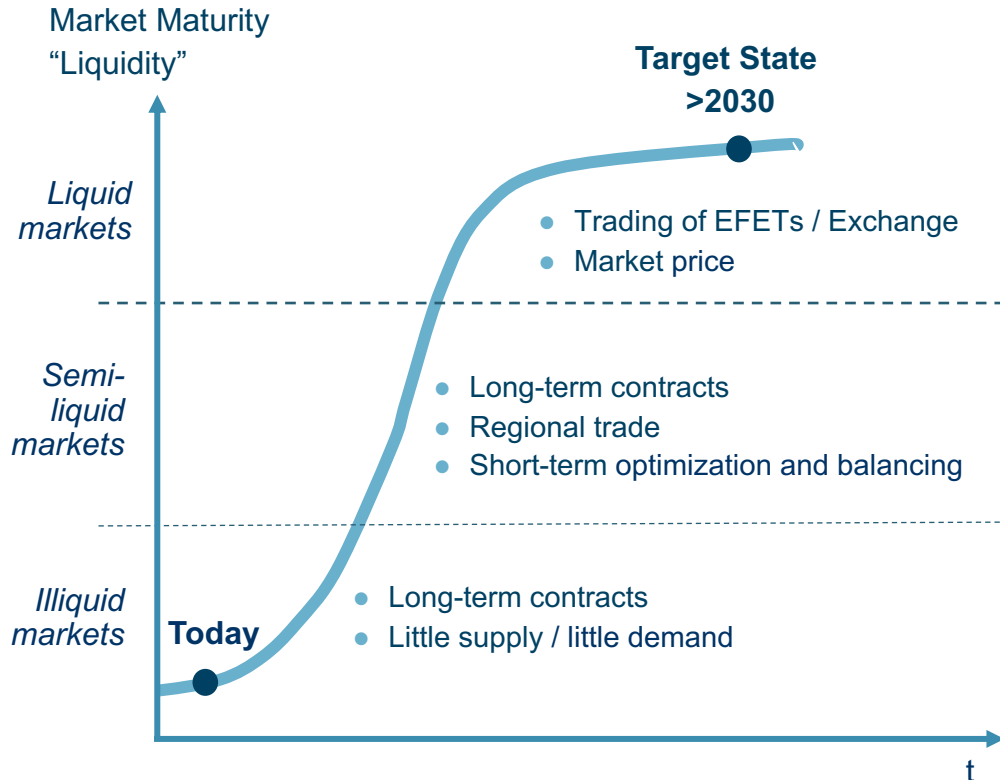 Market Maturity
“Liquidity”
Target State
>2030
Liquid
markets
• Trading of EFETs / Exchange
• Market price
Semi-
liquid
markets
• Long-term contracts
• Regional trade
• Short-term optimization and balancing
Illiquid
markets
Today
• Long-term contracts
• Little supply / little demand
t